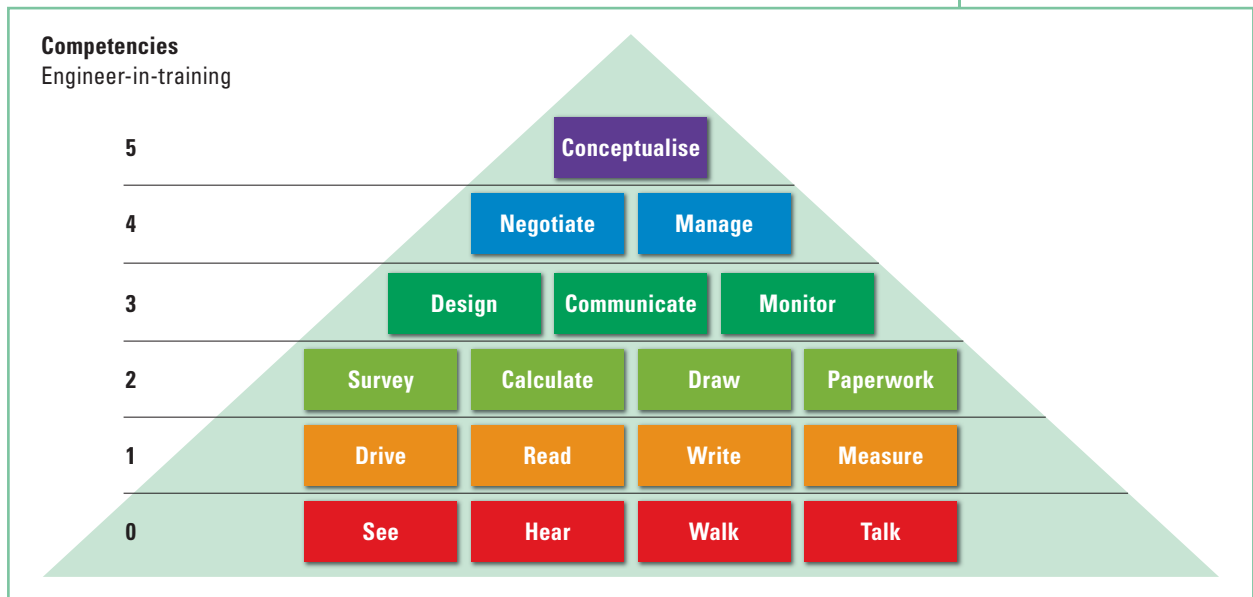 Competencies
Engineer-in-training
5 Conceptualise
4 Negotiate Manage
3 Design Communicate Monitor
2 Survey Calculate Draw Paperwork
1 Drive Read Write Measure
0 See Hear Walk Talk